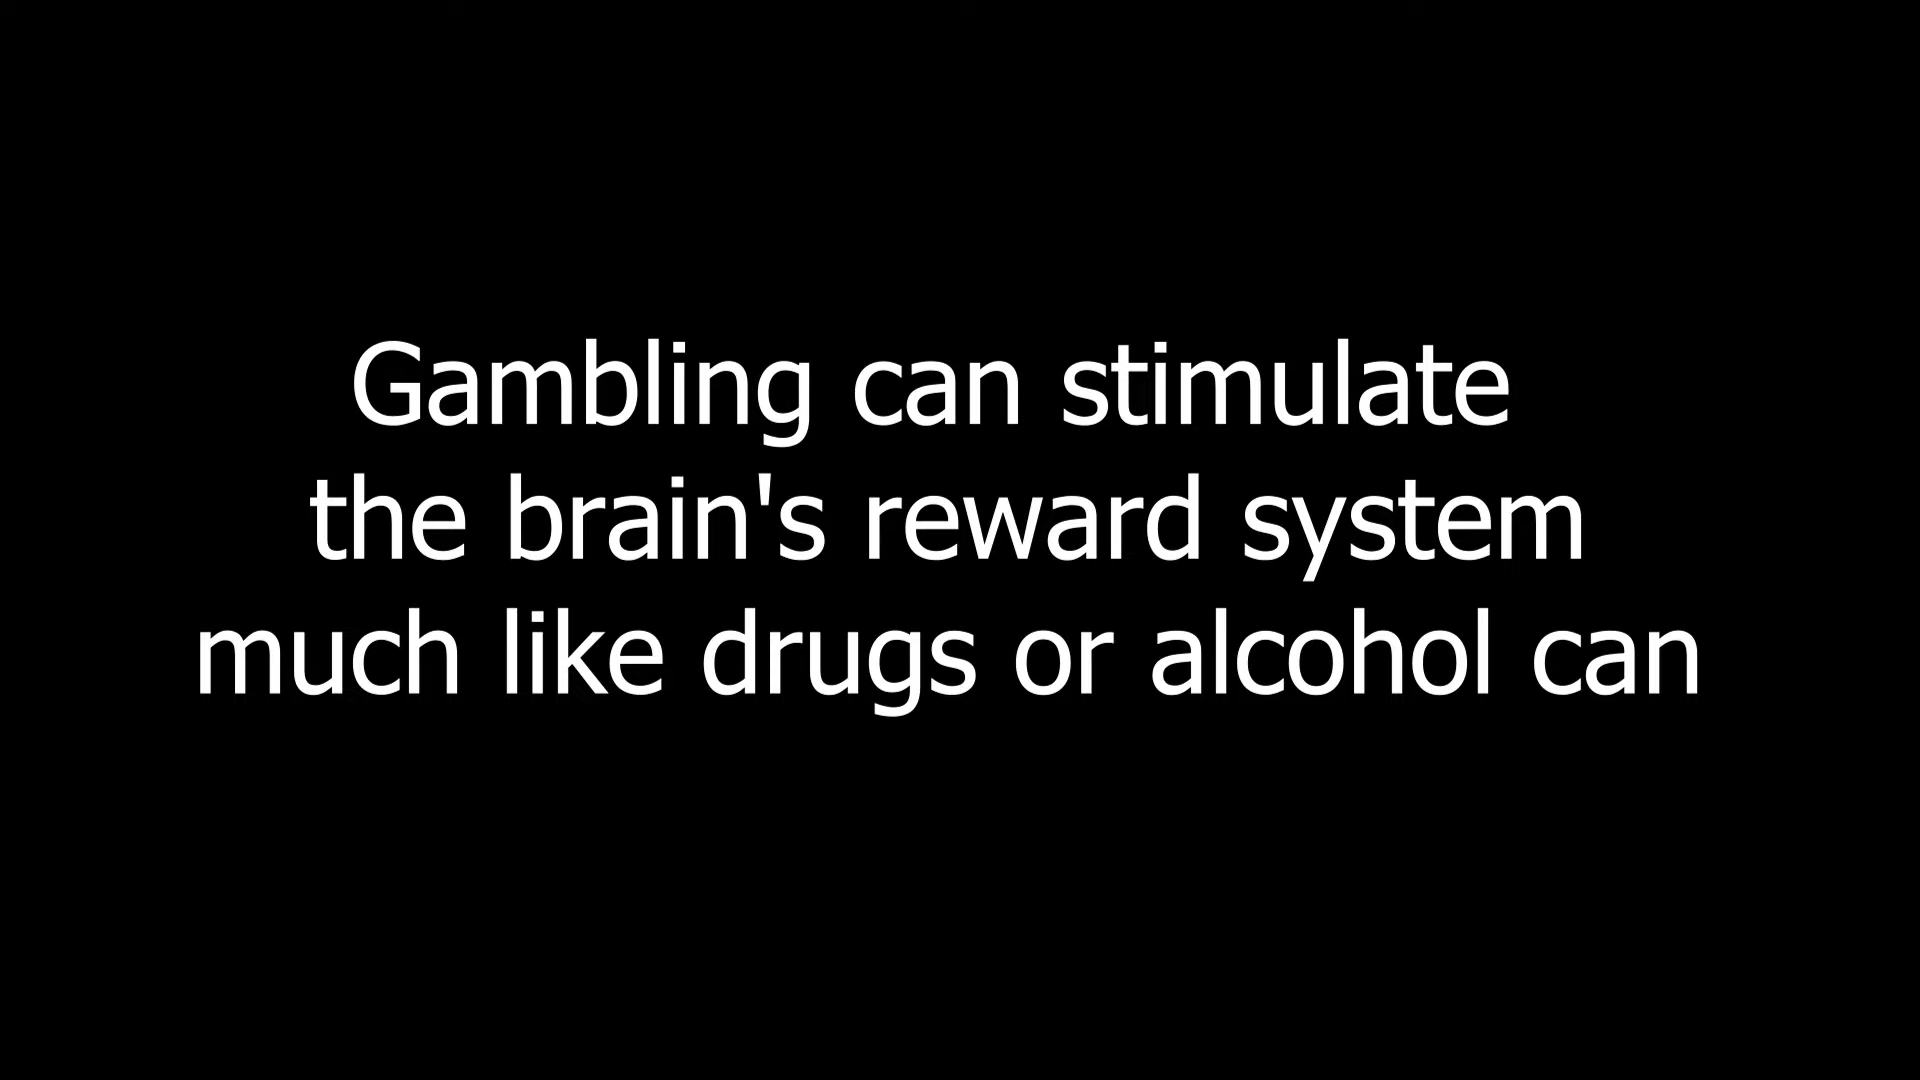 Gambling can stimulate
the brain's reward system
much like drugs or alcohol can